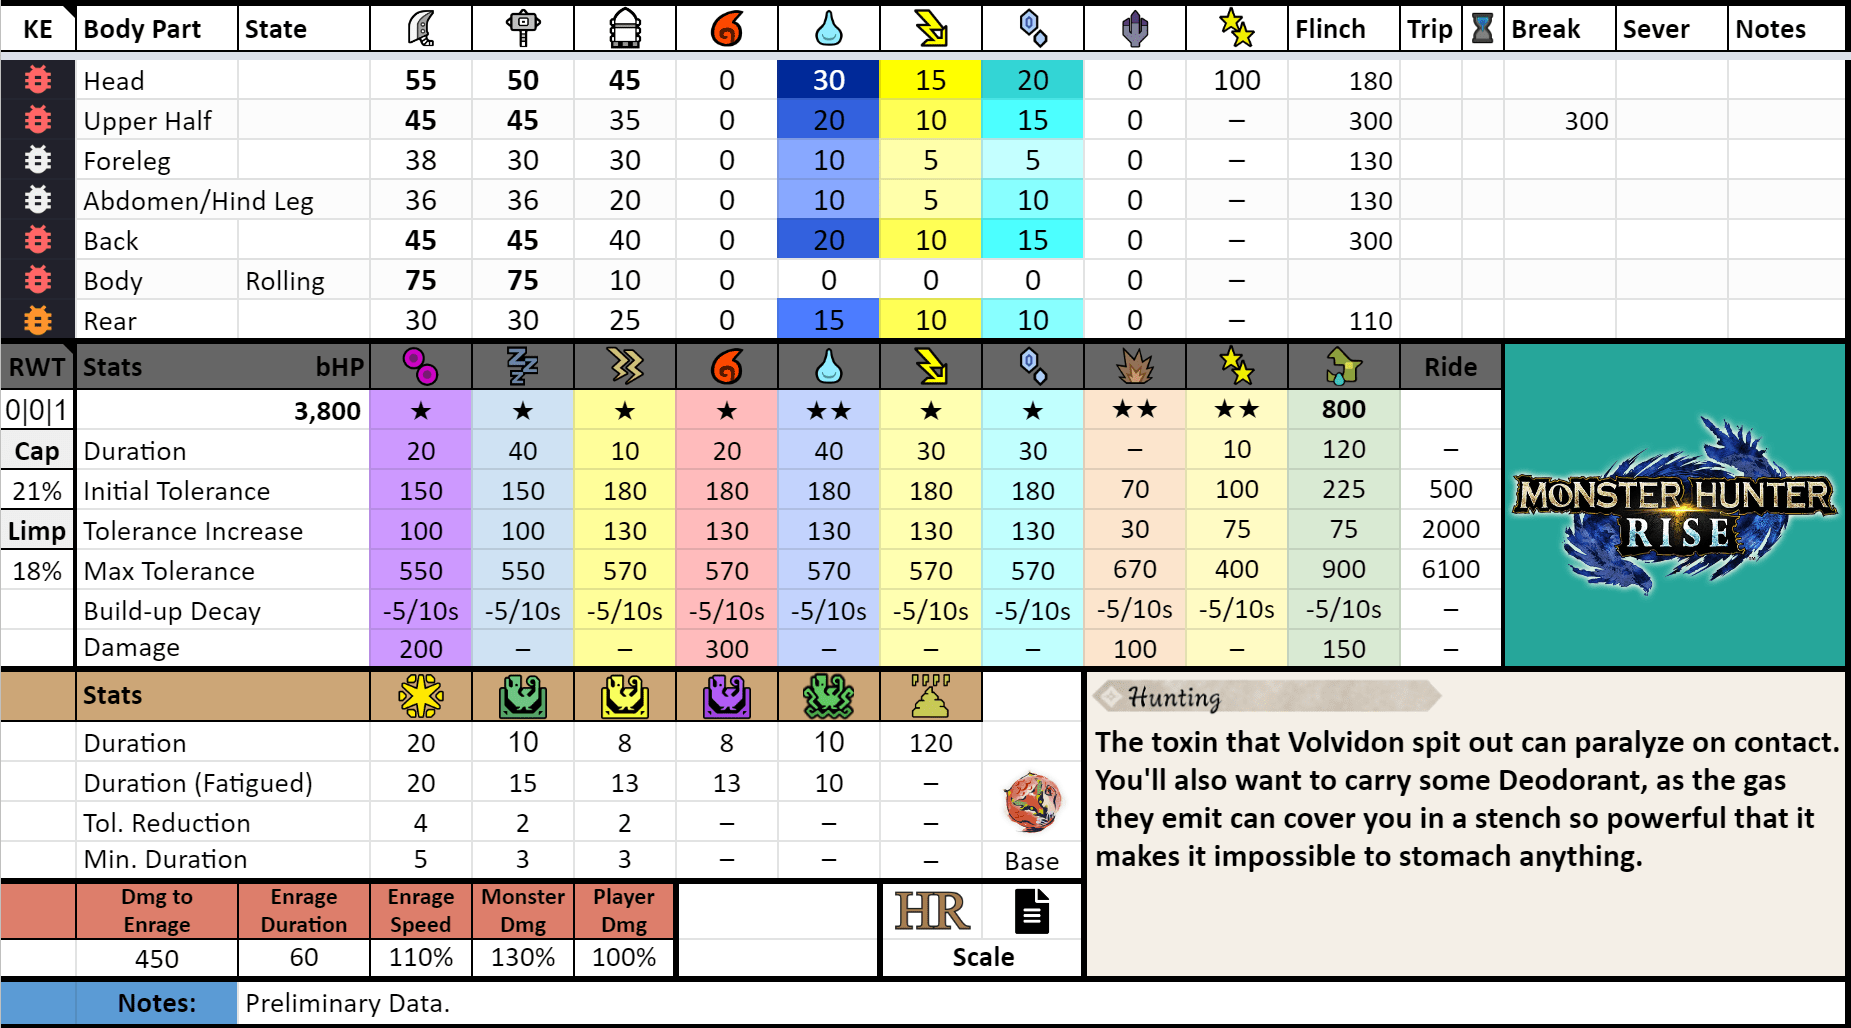 KE Body Part State Flinch Trip Break Sever Notes
Head 55 50 45 0 30 15 20 0 100 180
Upper Half 45 45 35 0 20 10 15 0 – 300 300
Foreleg 38 30 30 0 10 5 5 0 – 130
Abdomen/Hind Leg 36 36 20 0 10 5 10 0 – 130
Back 45 45 40 0 20 10 15 0 – 300
Body Rolling 75 75 10 0 0 0 0 0 –
Rear 30 30 25 0 15 10 10 0 – 110
RWT Stats bHP Ride
0|0|1 3,800 ★ ★ ★ ★ ★★ ★ ★ ★★ ★★ 800
Cap Duration 20 40 10 20 40 30 30 – 10 120 –
21% Initial Tolerance 150 150 180 180 180 180 180 70 100 225 500
Limp Tolerance Increase 100 100 130 130 130 130 130 30 75 75 2000
18% Max Tolerance 550 550 570 570 570 570 570 670 400 900 6100
Build-up Decay -5/10s -5/10s -5/10s -5/10s -5/10s -5/10s -5/10s -5/10s -5/10s -5/10s –
Damage 200 – – 300 – – – 100 – 150 –
MONSTER HUNTER
RISE
Stats
Duration 20 10 8 8 10 120
Duration (Fatigued) 20 15 13 13 10 –
Tol. Reduction 4 2 2 – – –
Min. Duration 5 3 3 – – – Base
Hunting
The toxin that Volvidon spit out can paralyze on contact.
You'll also want to carry some Deodorant, as the gas
they emit can cover you in a stench so powerful that it
makes it impossible to stomach anything.
Dmg to Enrage Enrage Duration Enrage Speed Monster Dmg Player Dmg HR
450 60 110% 130% 100% Scale
Notes: Preliminary Data.